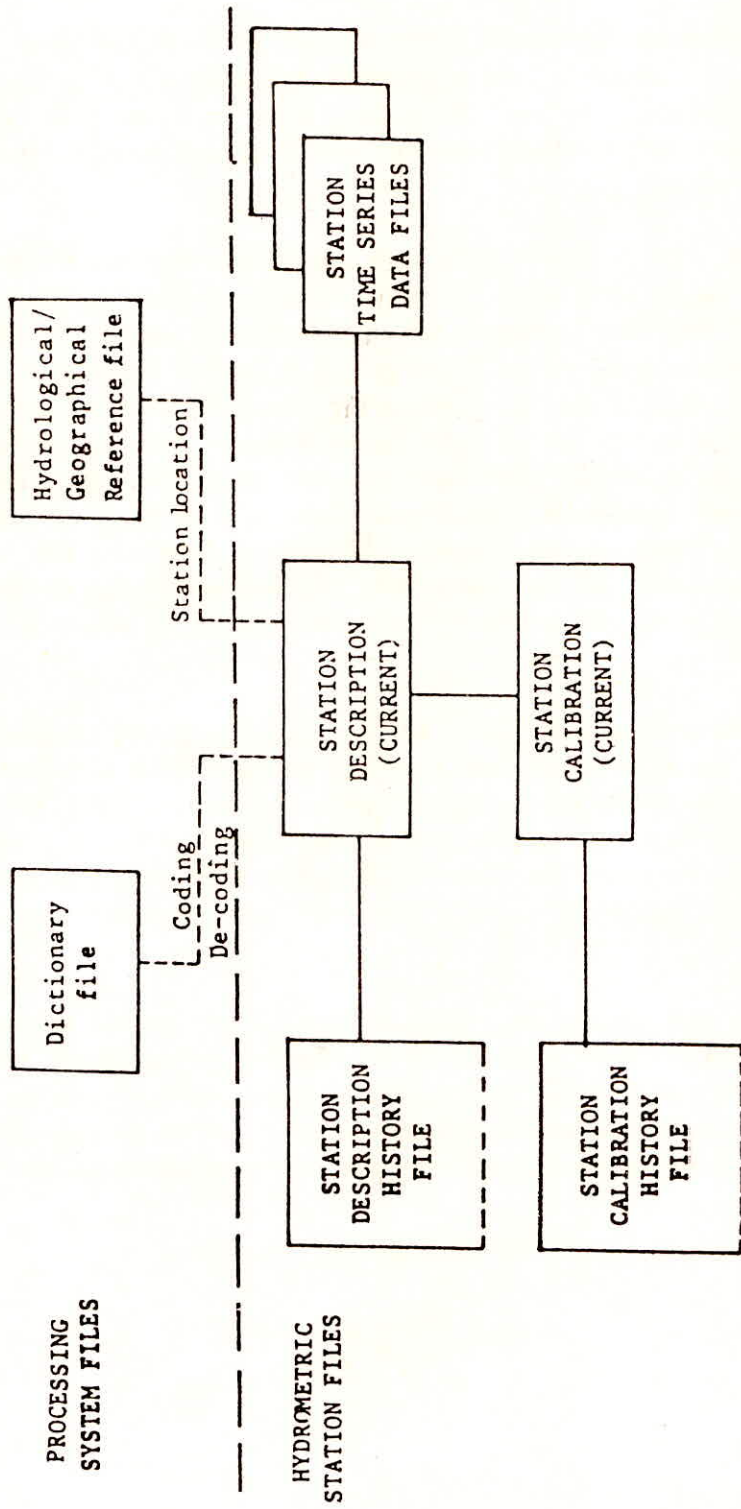 PROCESSING
SYSTEM FILES
Dictionary
file
Hydrological/
Geographical
Reference file
Coding
De-coding
Station location
HYDROMETRIC
STATION FILES
STATION
DESCRIPTION
HISTORY
FILE
STATION
DESCRIPTION
(CURRENT)
STATION
TIME SERIES
DATA FILES
STATION
CALIBRATION
HISTORY
FILE
STATION
CALIBRATION
(CURRENT)